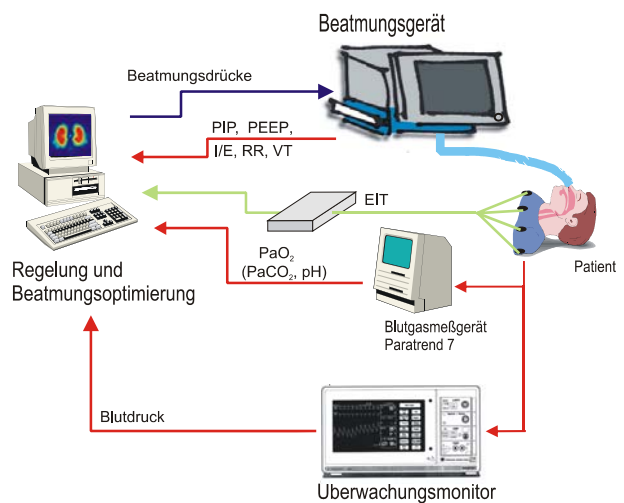 Beatmungsgerät
Beatmungsdrücke
PIP, PEEP,
I/E, RR, VT
EIT
PaO₂
(PaCO₂, pH)
Regelung und
Beatmungsoptimierung
Patient
Blutgasmeßgerät
Paratrend 7
Blutdruck
Überwachungsmonitor